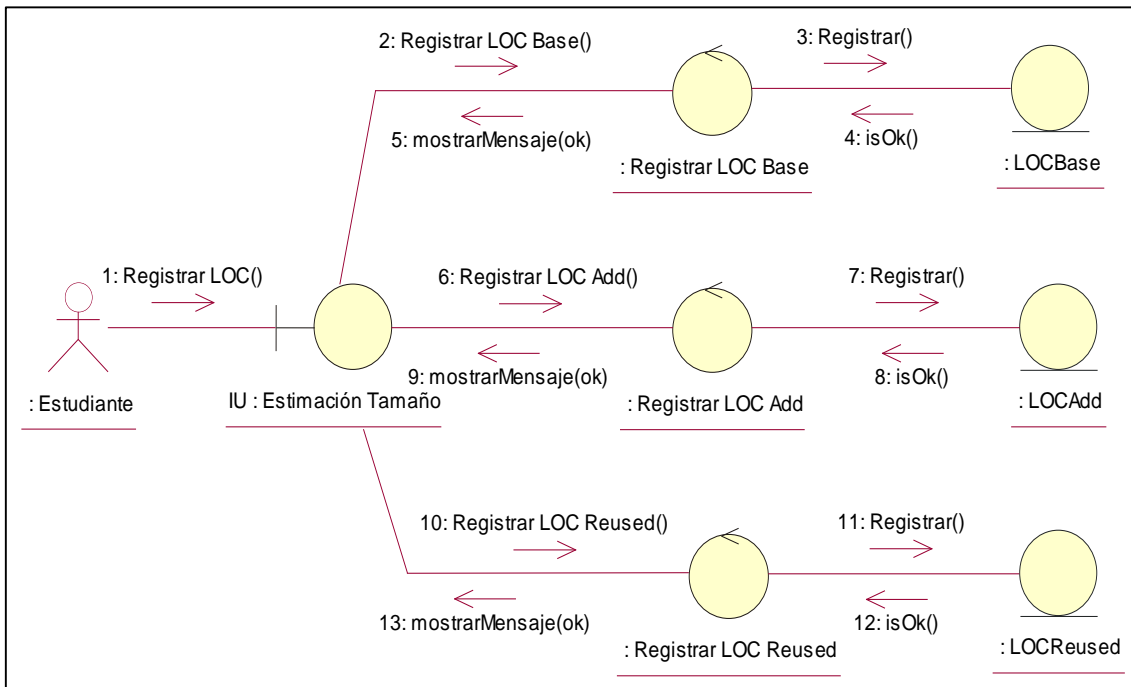 2: Registrar LOC Base()
3: Registrar()
5: mostrarMensaje(ok)
4: isOk()
: Registrar LOC Base
: LOCBase
1: Registrar LOC()
6: Registrar LOC Add()
7: Registrar()
9: mostrarMensaje(ok)
8: isOk()
: Estudiante
IU : Estimación Tamaño
: Registrar LOC Add
: LOCAdd
10: Registrar LOC Reused()
11: Registrar()
13: mostrarMensaje(ok)
12: isOk()
: Registrar LOC Reused
: LOCReused